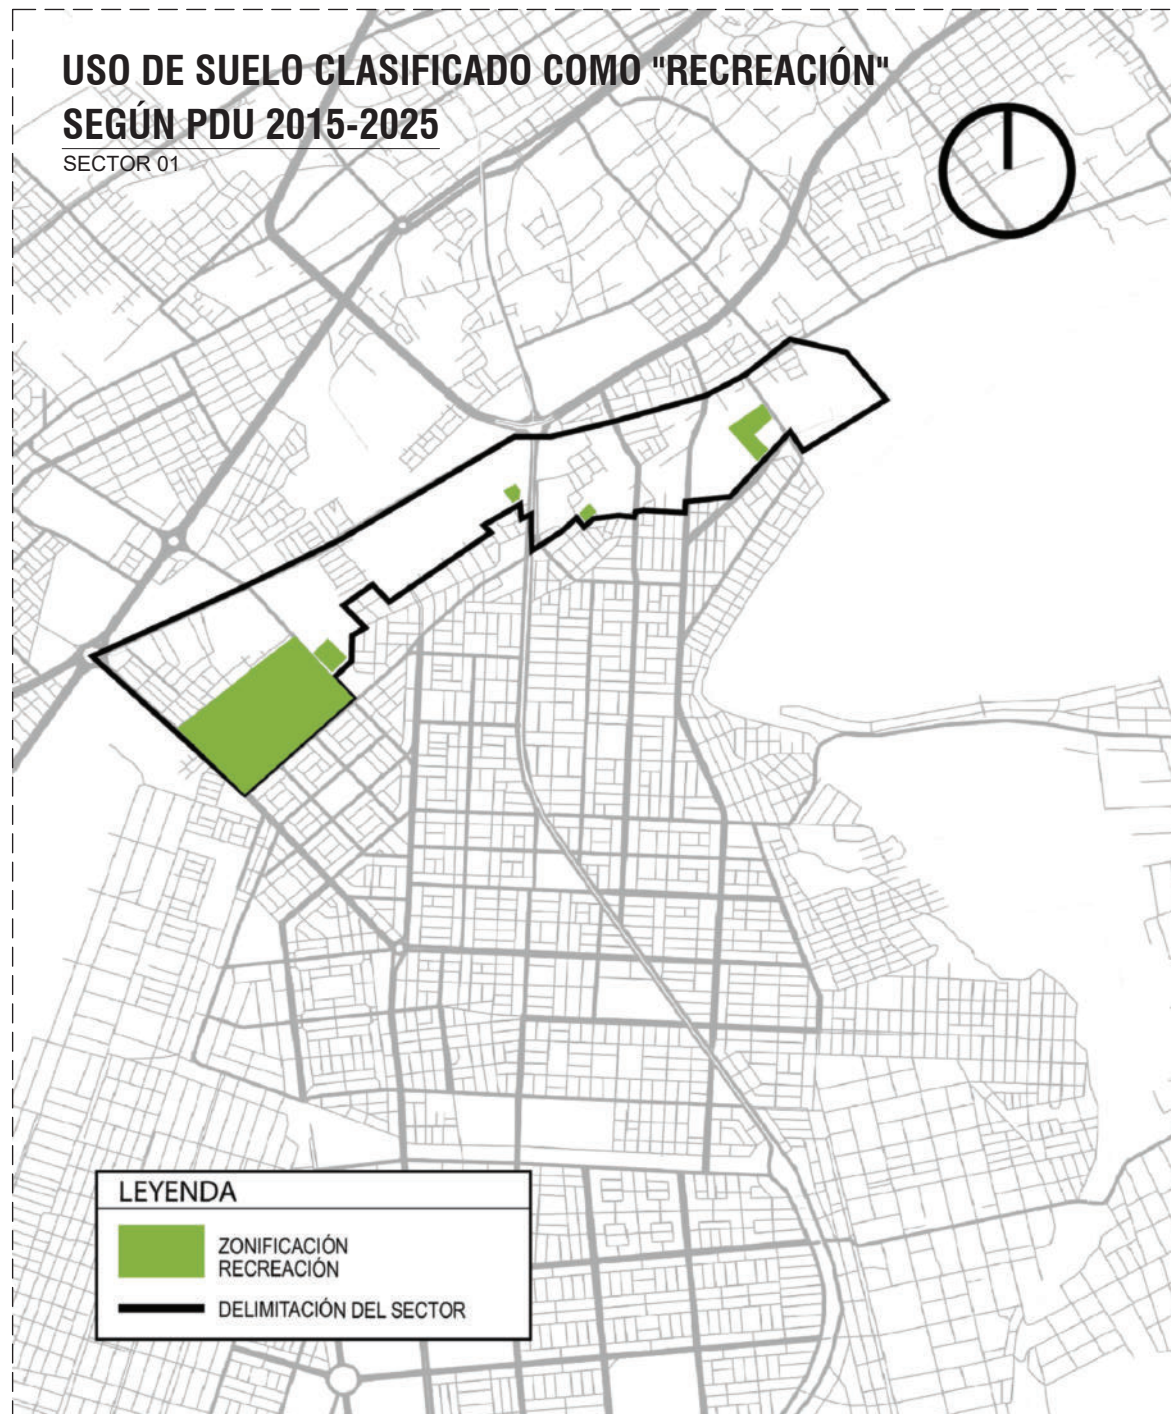 USO DE SUELO CLASIFICADO COMO "RECREACIÓN"
SEGÚN PDU 2015-2025
SECTOR 01
LEYENDA
ZONIFICACIÓN
RECREACIÓN
DELIMITACIÓN DEL SECTOR